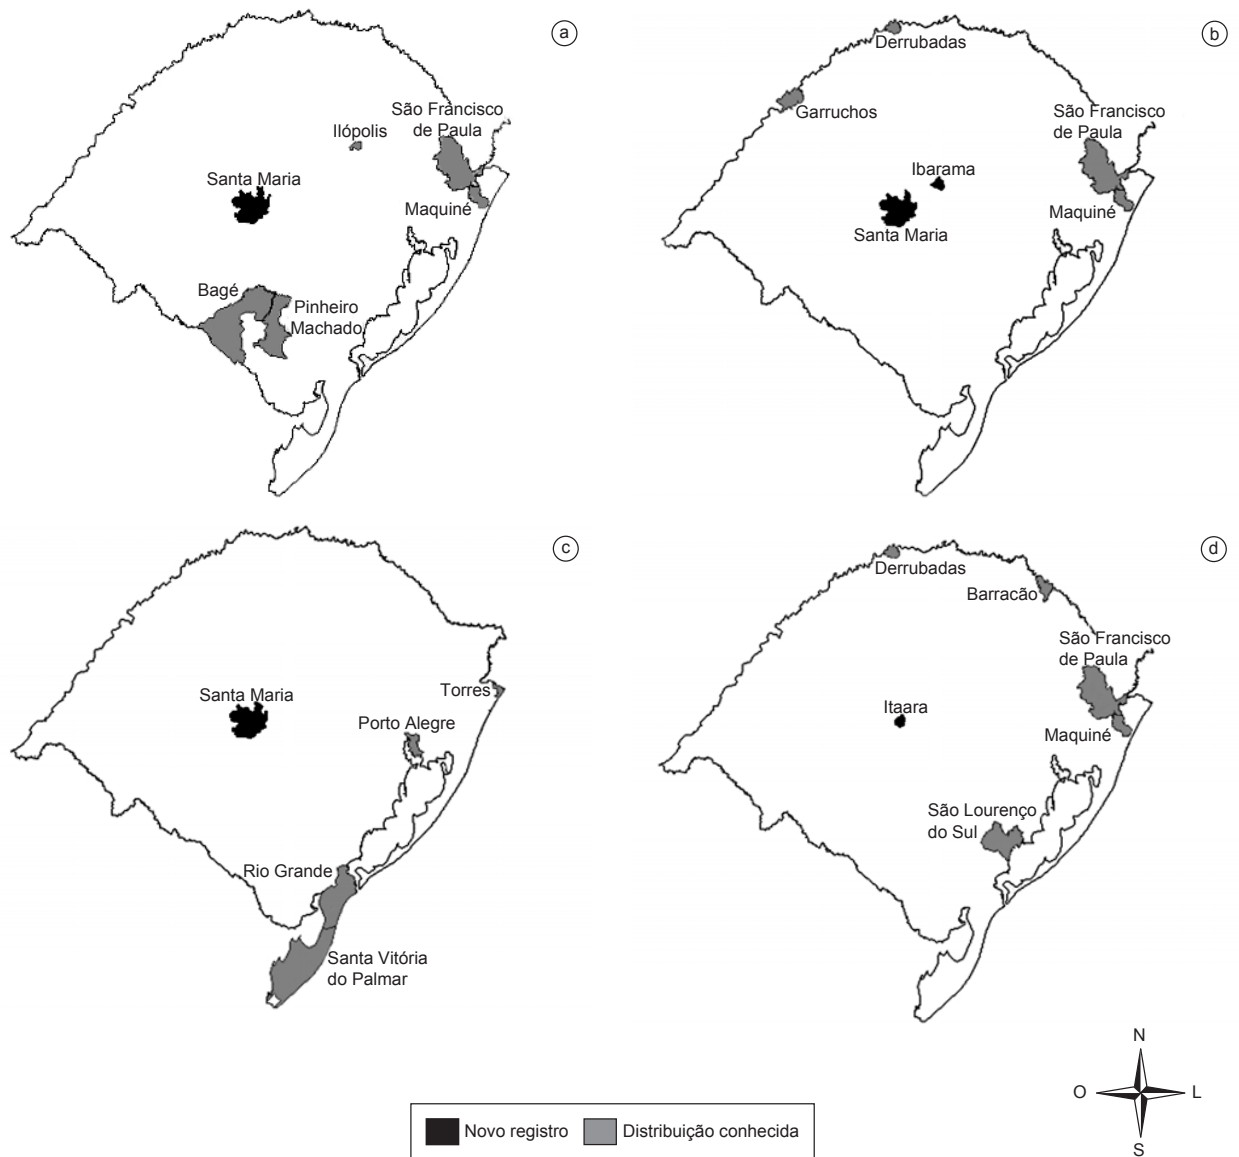 a
São Francisco
de Paula
Ilópolis
Santa Maria
Maquiné
Bagé
Pinheiro
Machado
b
Derrubadas
Garruchos
São Francisco
de Paula
Ibarama
Maquiné
Santa Maria
c
Torres
Santa Maria
Porto Alegre
Rio Grande
Santa Vitória
do Palmar
d
Derrubadas
Barracão
São Francisco
de Paula
Itaara
Maquiné
São Lourenço
do Sul
N
O L
S
Novo registro Distribuição conhecida